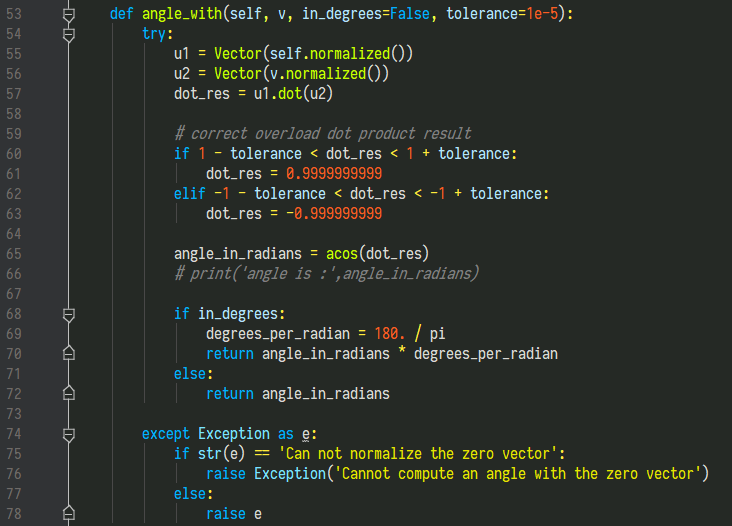 53 def angle_with(self, v, in_degrees=False, tolerance=1e-5):
54 try:
55 u1 = Vector(self.normalized())
56 u2 = Vector(v.normalized())
57 dot_res = u1.dot(u2)
58
59 # correct overload dot product result
60 if 1 - tolerance < dot_res < 1 + tolerance:
61 dot_res = 0.9999999999
62 elif -1 - tolerance < dot_res < -1 + tolerance:
63 dot_res = -0.999999999
64
65 angle_in_radians = acos(dot_res)
66 # print('angle is :',angle_in_radians)
67
68 if in_degrees:
69 degrees_per_radian = 180. / pi
70 return angle_in_radians * degrees_per_radian
71 else:
72 return angle_in_radians
73
74 except Exception as e:
75 if str(e) == 'Can not normalize the zero vector':
76 raise Exception('Cannot compute an angle with the zero vector')
77 else:
78 raise e